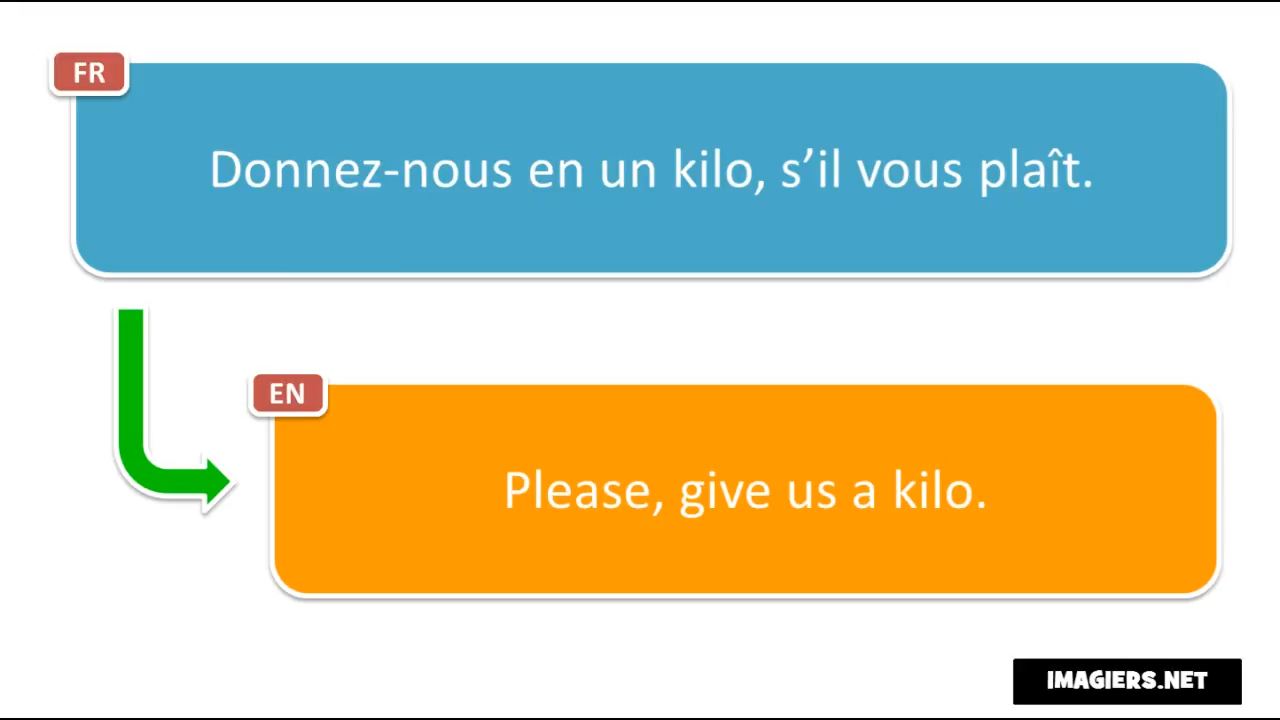 FR
Donnez-nous en un kilo, s’il vous plaît.
EN
Please, give us a kilo.
IMAGIERS.NET